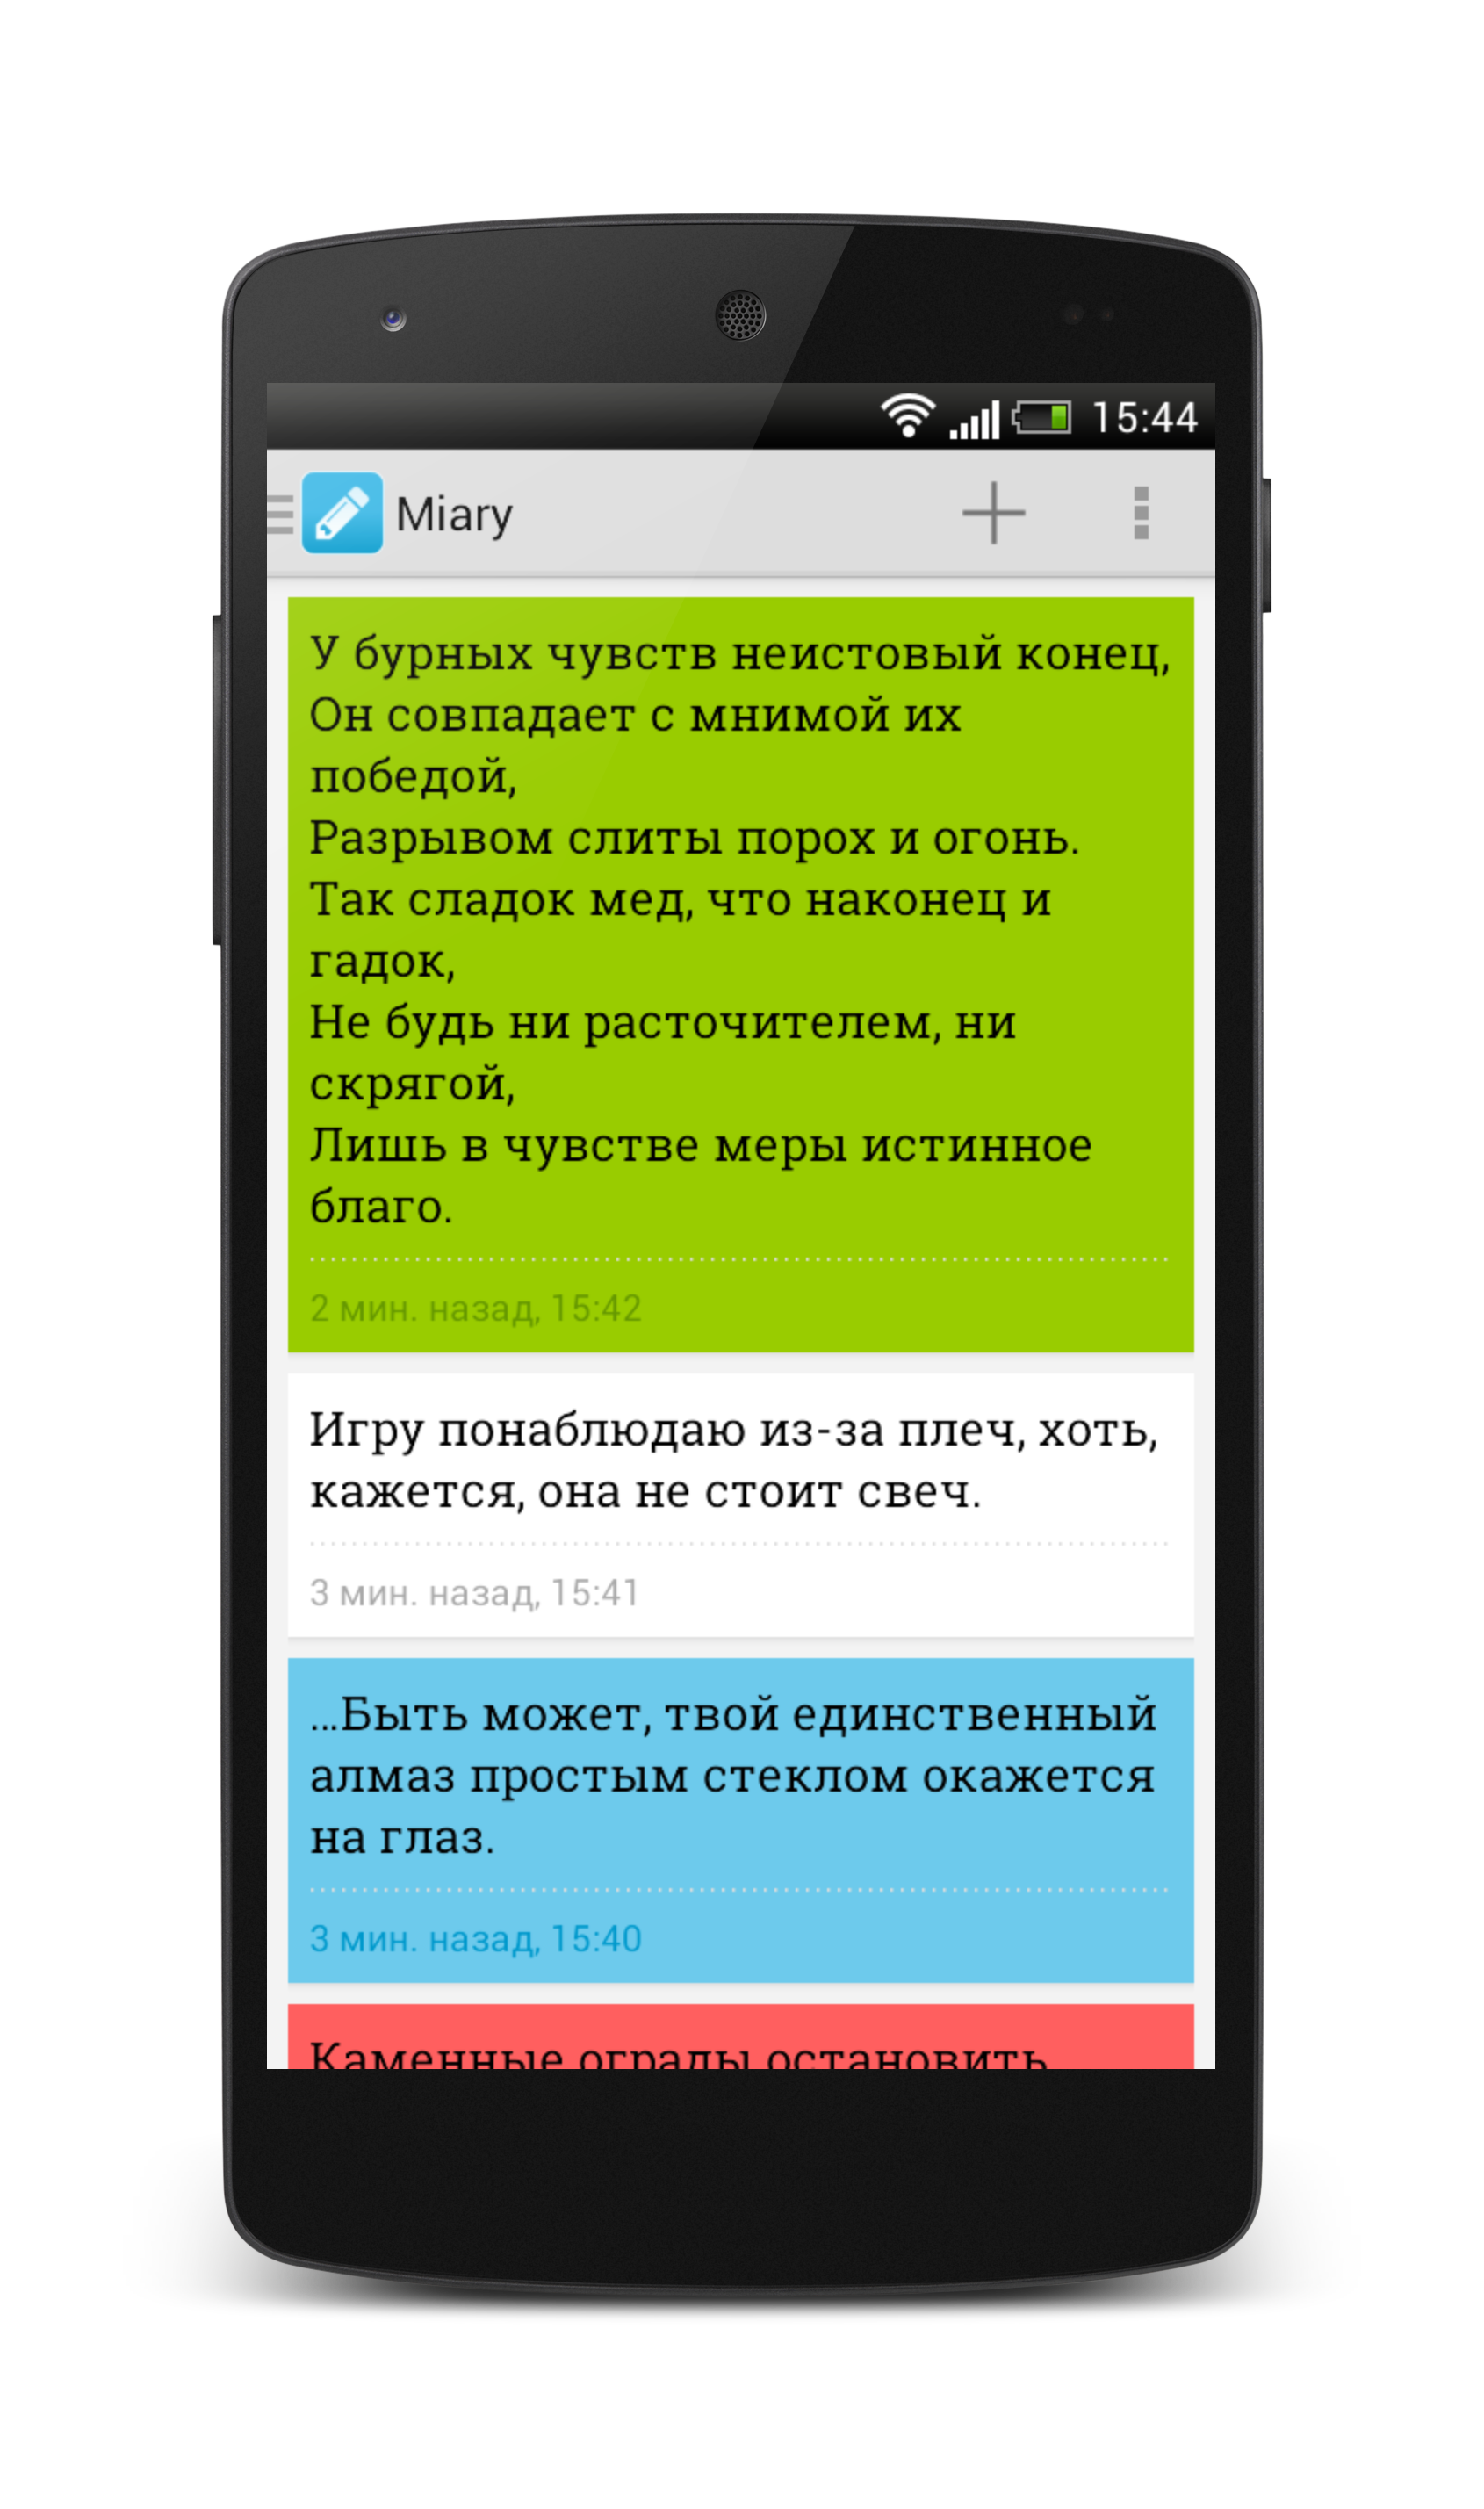 15:44
Miary
У бурных чувств неистовый конец,
Он совпадает с мнимой их
победой,
Разрывом слиты порох и огонь.
Так сладок мед, что наконец и
гадок,
Не будь ни расточителем, ни
скрягой,
Лишь в чувстве меры истинное
благо.
2 мин. назад, 15:42
Игру понаблюдаю из-за плеч, хоть,
кажется, она не стоит свеч.
3 мин. назад, 15:41
...Быть может, твой единственный
алмаз простым стеклом окажется
на глаз.
3 мин. назад, 15:40
Каменные ограды остановить